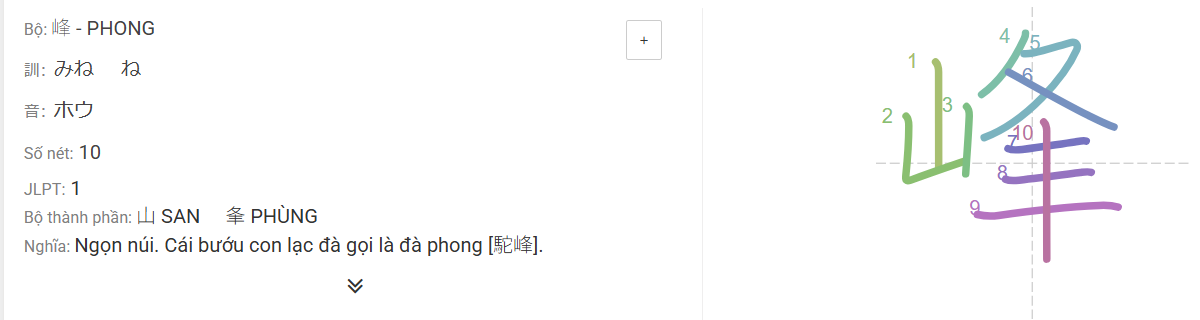 Bộ: 峰 - PHONG
+
訓: みね ね
音: ホウ
Số nét: 10
JLPT: 1
Bộ thành phần: 山 SAN 夆 PHÙNG
Nghĩa: Ngọn núi. Cái bướu con lạc đà gọi là đà phong [駝峰].
峰
1
2
3
4
5
6
7
8
9
10